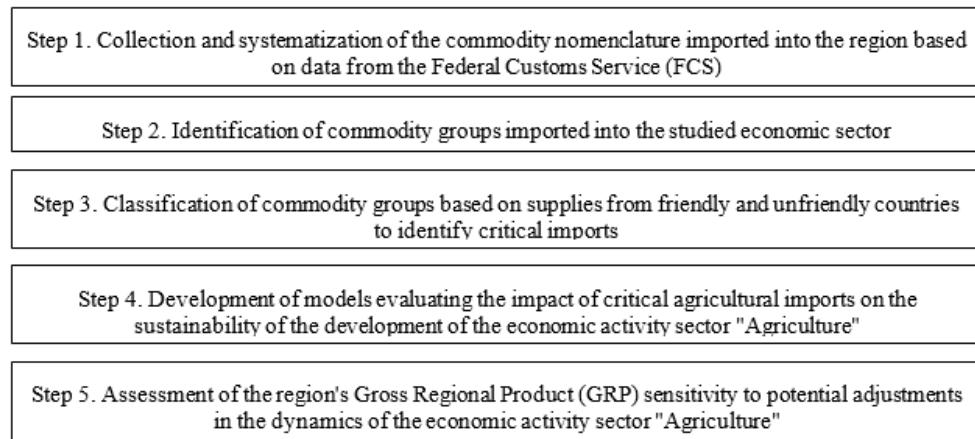 Step 1. Collection and systematization of the commodity nomenclature imported into the region based
on data from the Federal Customs Service (FCS)
Step 2. Identification of commodity groups imported into the studied economic sector
Step 3. Classification of commodity groups based on supplies from friendly and unfriendly countries
to identify critical imports
Step 4. Development of models evaluating the impact of critical agricultural imports on the
sustainability of the development of the economic activity sector "Agriculture"
Step 5. Assessment of the region's Gross Regional Product (GRP) sensitivity to potential adjustments
in the dynamics of the economic activity sector "Agriculture"